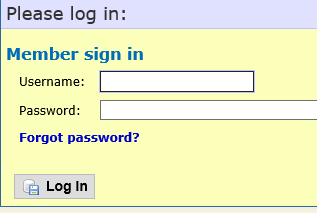 Please log in:
Member sign in
Username:
Password:
Forgot password?
Log In